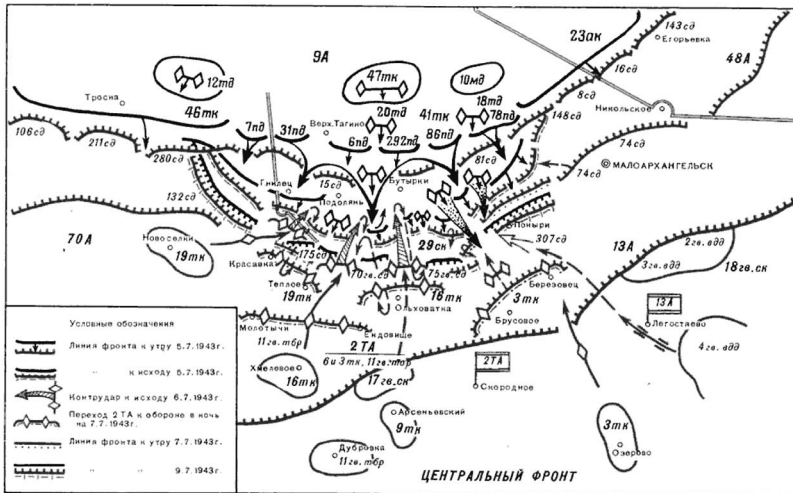 143сд
23ак
Егорьевка
9А
16сд
48А
12тд
47тк
10мд
8сд
Тросна
46тк
20тд
41тк
18тд
78пд
Никольское
7пд
31пд
Верх. Тагино
148сд
106сд
6пд
292пд
86пд
74сд
211сд
280сд
81сд
МАЛОАРХАНГЕЛЬСК
Гнилец
15сд
Бутырки
74сд
132сд
Подолянь
Поныри
70А
Новоселки
29ск
307сд
13А
2гв.вдд
19тк
175сд
3гв.вдд
18гв.ск
Красавка
70гв.сд
75гв.сд
Теплое
19тк
16тк
3тк
Березовец
13А
Ольховатка
Легостаево
Молотычи
Ендовище
Брусовое
11гв.тбр
2ТА
4гв.вдд
6 и 3тк, 11гв.тбр
2ТА
Хмелевое
16тк
17гв.ск
Скородное
Арсеньевский
9тк
3тк
Дубровка
11гв.тбр
Озерово
ЦЕНТРАЛЬНЫЙ ФРОНТ
Условные обозначения
Линия фронта к утру 5.7.1943г.
" к исходу 5.7.1943г.
Контрудар к исходу 6.7.1943г.
Переход 2ТА к обороне в ночь
на 7.7.1943г.
Линия фронта к утру 7.7.1943г.
" " 9.7.1943г.